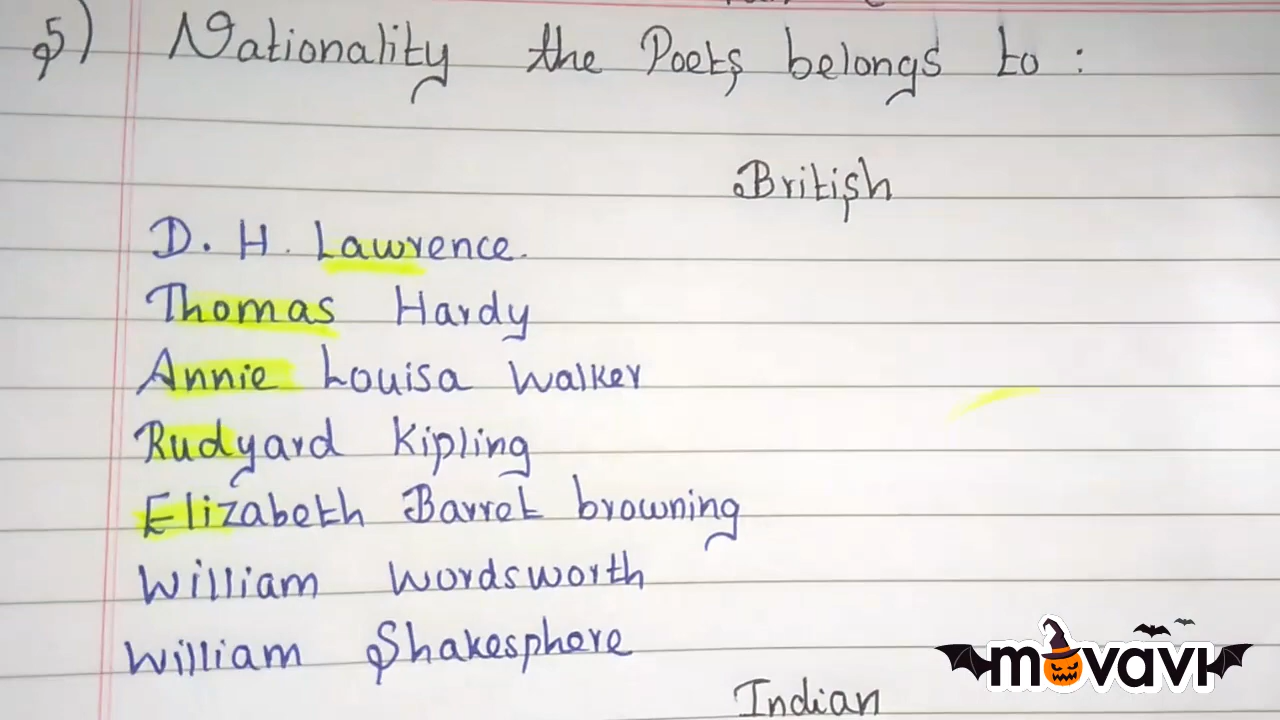 5) Nationality the Poets belongs to :
British
D. H. Lawrence.
Thomas Hardy
Annie Louisa Walker
Rudyard Kipling
Elizabeth Barret browning
William Wordsworth
William Shakesphere
Indian
movavi